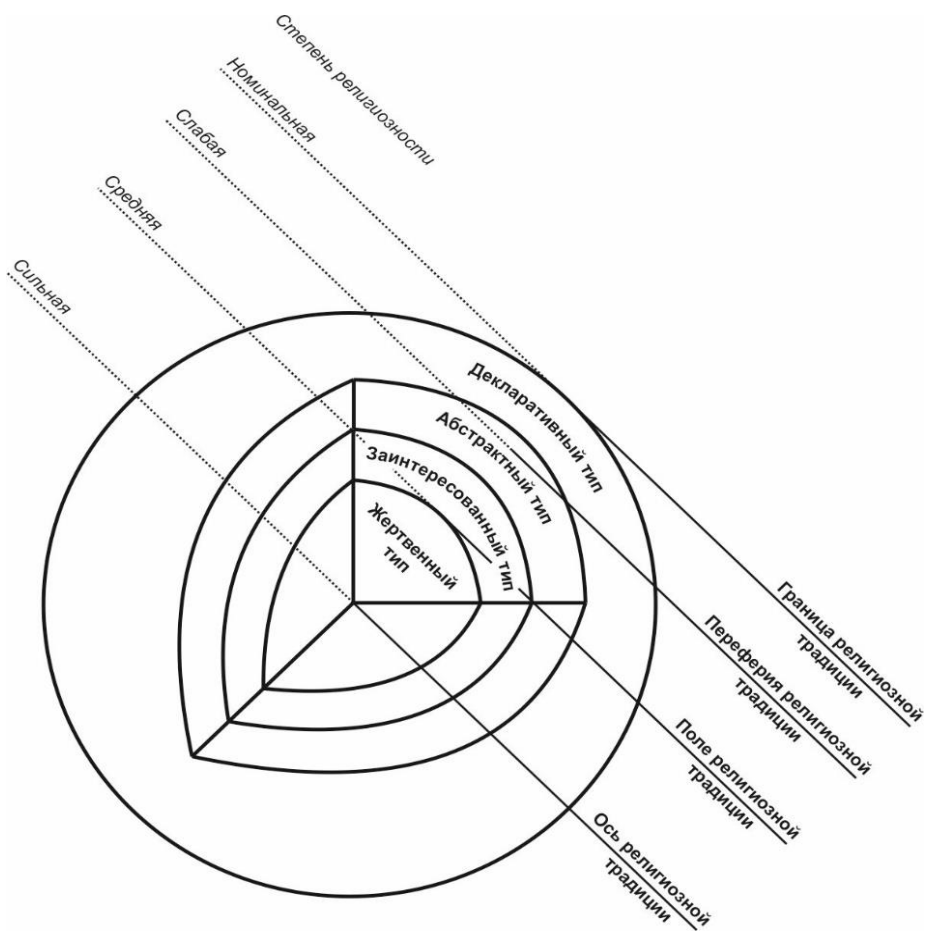 Степень религиозности
Номинальная
Слабая
Средняя
Сильная
Декларативный тип
Абстрактный тип
Заинтересованный тип
Жертвенный
тип
Граница религиозной
традиции
Переферия религиозной
традиции
Поле религиозной
традиции
Ось религиозной
традиции